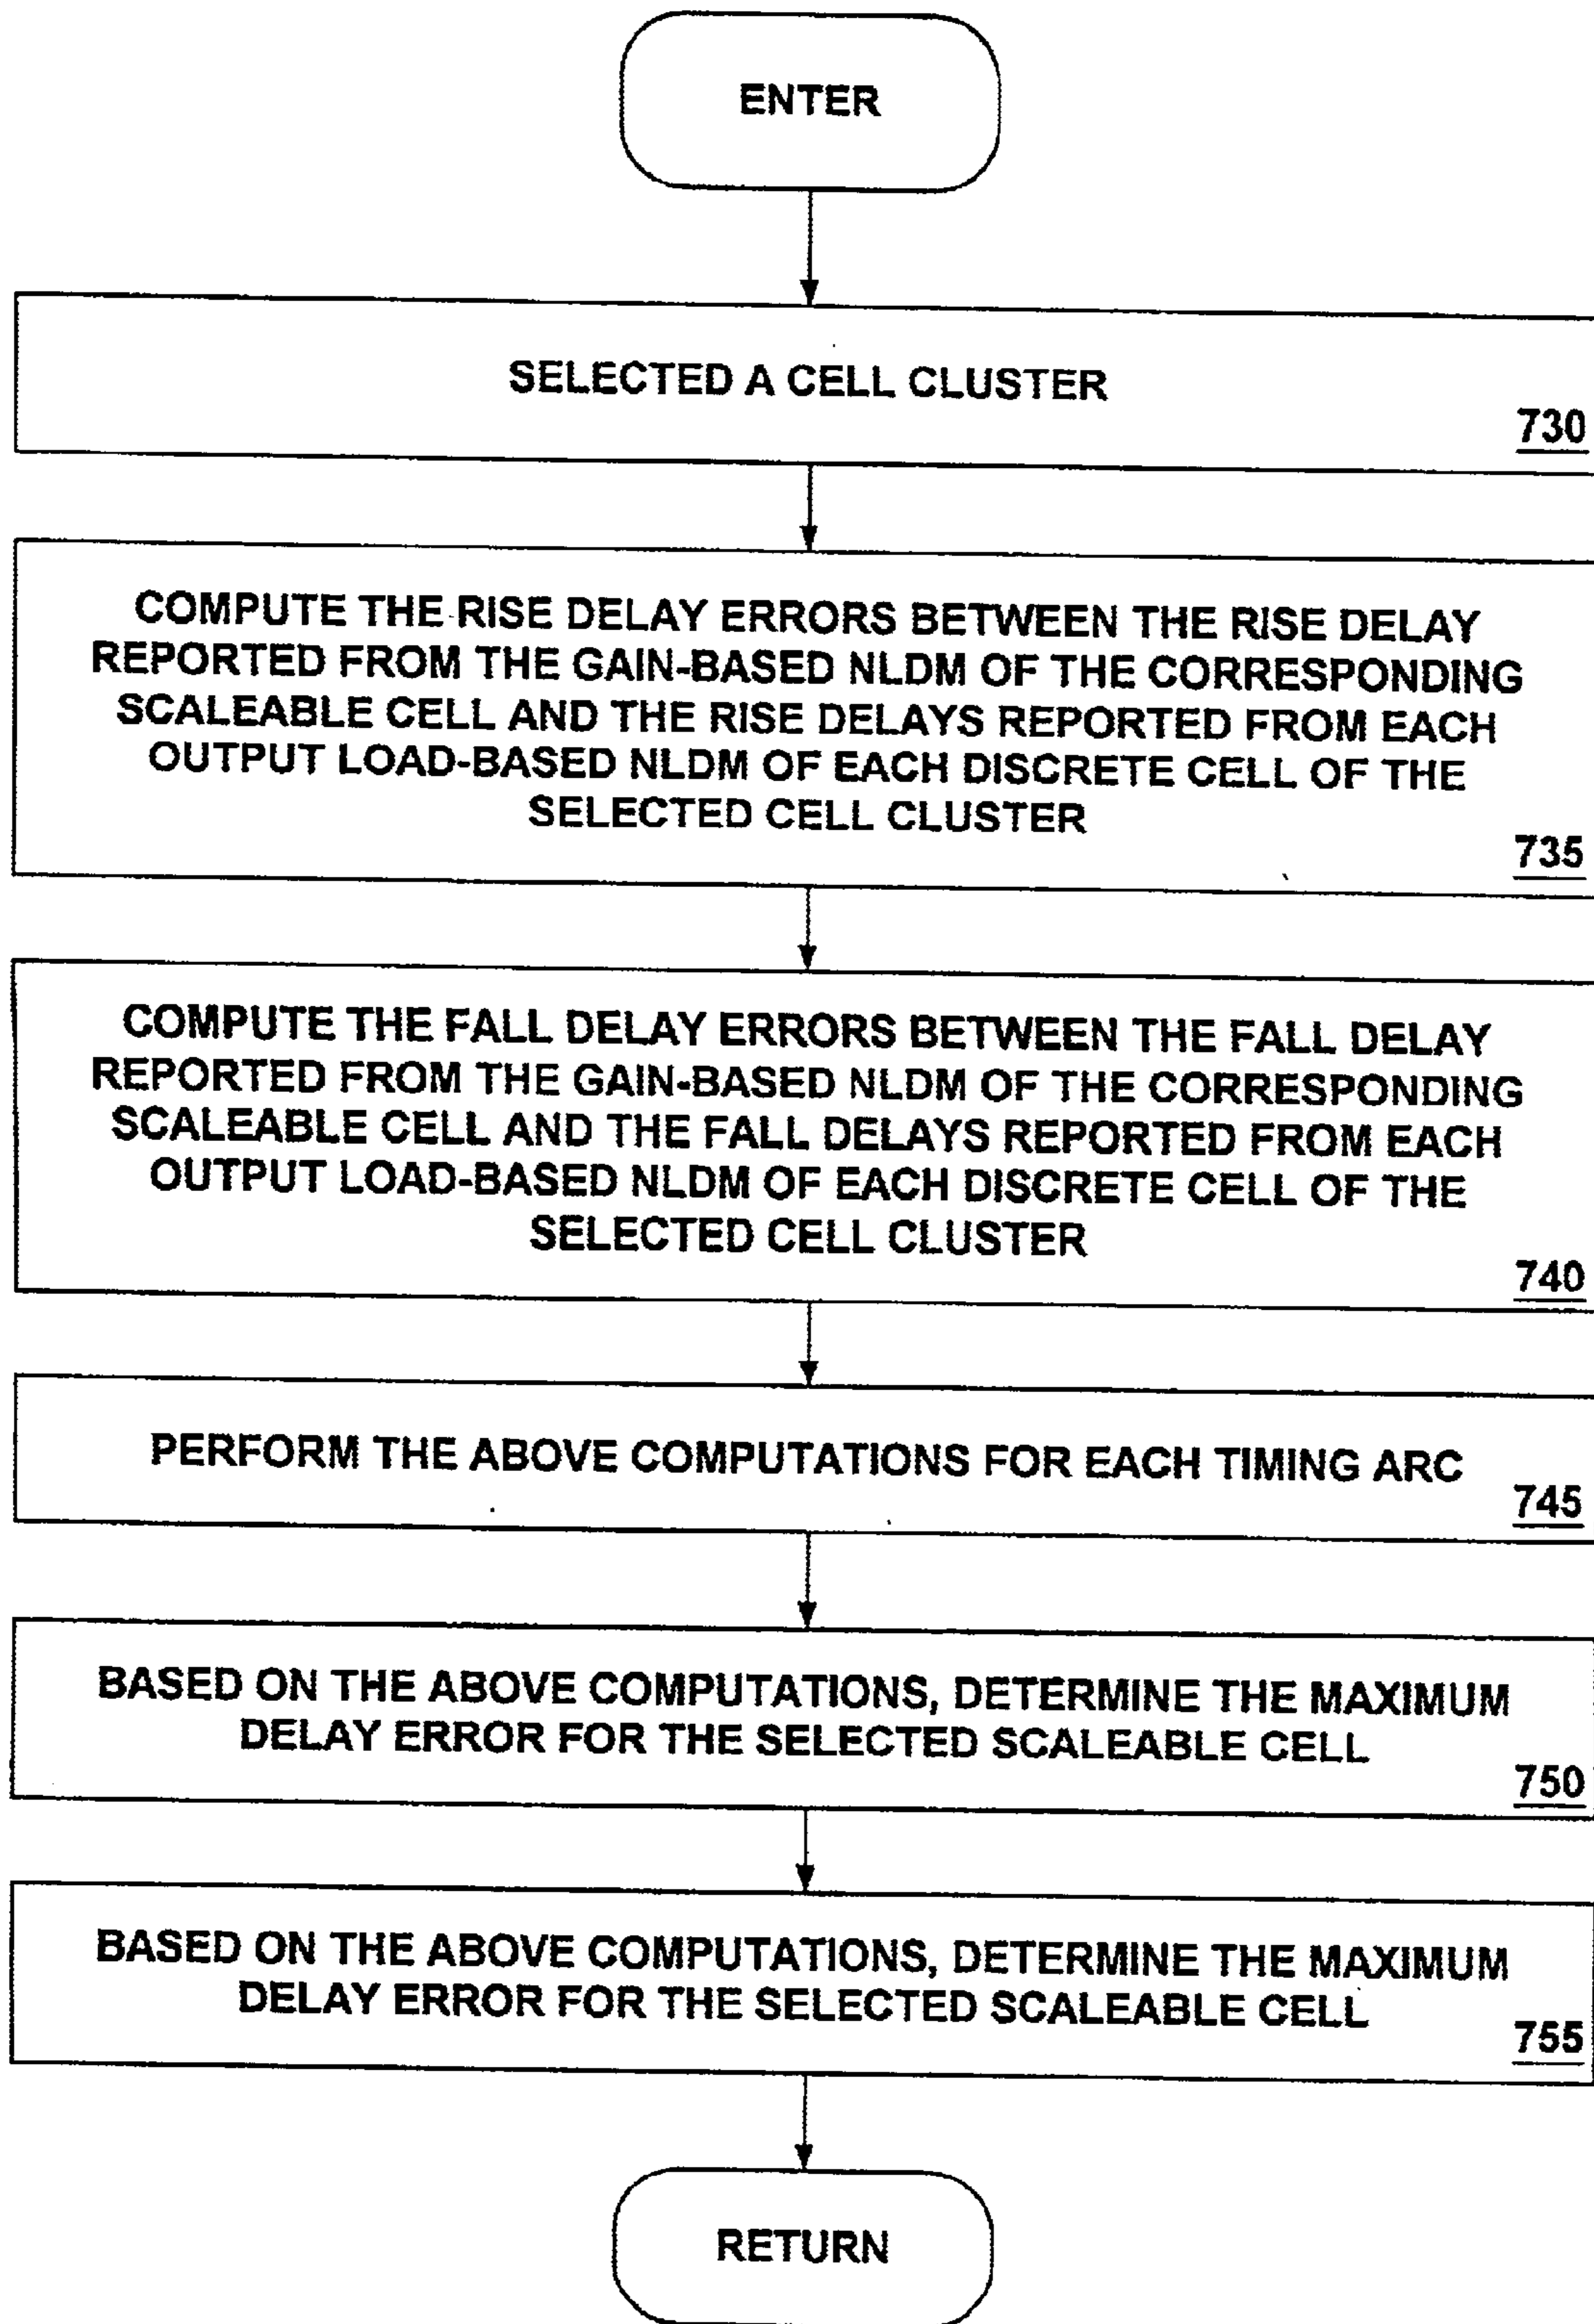 ENTER
SELECTED A CELL CLUSTER
730
COMPUTE THE RISE DELAY ERRORS BETWEEN THE RISE DELAY
REPORTED FROM THE GAIN-BASED NLDM OF THE CORRESPONDING
SCALEABLE CELL AND THE RISE DELAYS REPORTED FROM EACH
OUTPUT LOAD-BASED NLDM OF EACH DISCRETE CELL OF THE
SELECTED CELL CLUSTER
735
COMPUTE THE FALL DELAY ERRORS BETWEEN THE FALL DELAY
REPORTED FROM THE GAIN-BASED NLDM OF THE CORRESPONDING
SCALEABLE CELL AND THE FALL DELAYS REPORTED FROM EACH
OUTPUT LOAD-BASED NLDM OF EACH DISCRETE CELL OF THE
SELECTED CELL CLUSTER
740
PERFORM THE ABOVE COMPUTATIONS FOR EACH TIMING ARC
745
BASED ON THE ABOVE COMPUTATIONS, DETERMINE THE MAXIMUM
DELAY ERROR FOR THE SELECTED SCALEABLE CELL
750
BASED ON THE ABOVE COMPUTATIONS, DETERMINE THE MAXIMUM
DELAY ERROR FOR THE SELECTED SCALEABLE CELL
755
RETURN